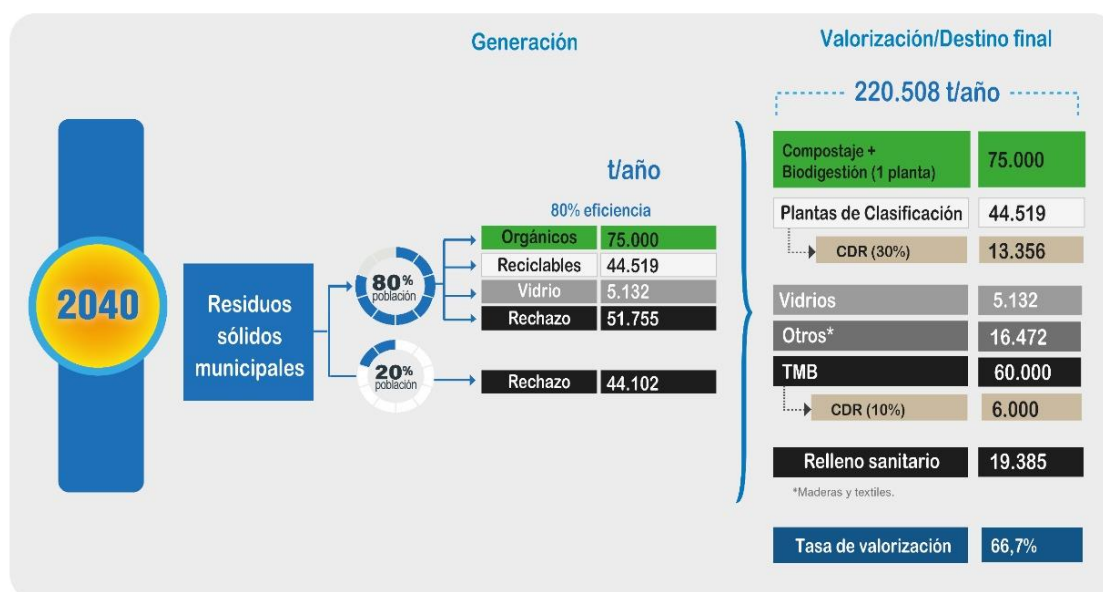 Generación
Valorización/Destino final
220.508 t/año
t/año
80% eficiencia
2040
Residuos
sólidos
municipales
80%
población
Orgánicos 75.000
Reciclables 44.519
Vidrio 5.132
Rechazo 51.755
20%
población
Rechazo 44.102
Compostaje +
Biodigestión (1 planta) 75.000
Plantas de Clasificación 44.519
CDR (30%) 13.356
Vidrios 5.132
Otros* 16.472
TMB 60.000
CDR (10%) 6.000
Relleno sanitario 19.385
*Maderas y textiles.
Tasa de valorización 66,7%